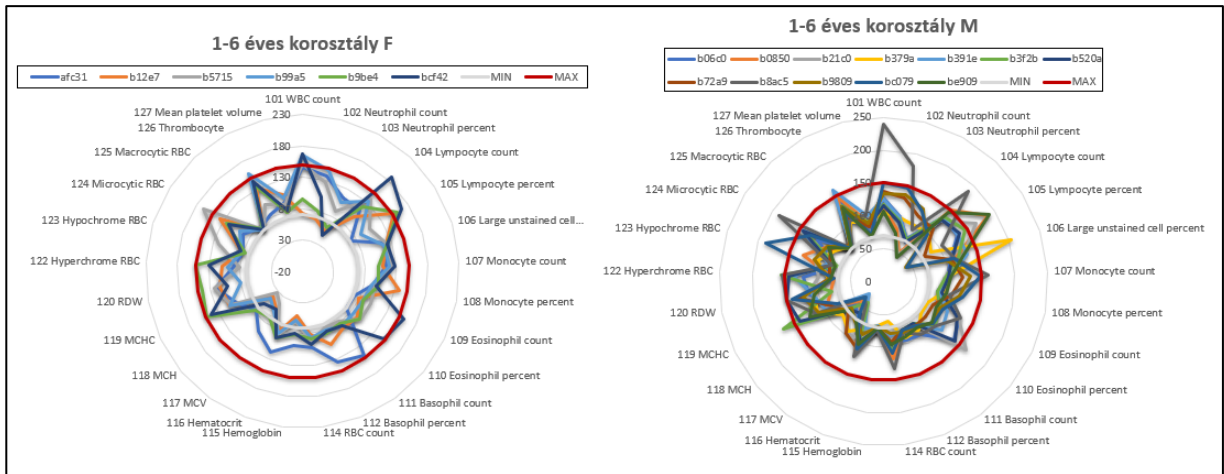 1-6 éves korosztály F
afc31 b12e7 b5715 b99a5 b9be4 bcf42 MIN MAX
101 WBC count
102 Neutrophil count
103 Neutrophil percent
104 Lympocyte count
105 Lympocyte percent
106 Large unstained cell...
107 Monocyte count
108 Monocyte percent
109 Eosinophil count
110 Eosinophil percent
111 Basophil count
112 Basophil percent
114 RBC count
115 Hemoglobin
116 Hematocrit
117 MCV
118 MCH
119 MCHC
120 RDW
122 Hyperchrome RBC
123 Hypochrome RBC
124 Microcytic RBC
125 Macrocytic RBC
126 Thrombocyte
127 Mean platelet volume
230
180
130
30
-20
1-6 éves korosztály M
b06c0 b0850 b21c0 b379a b391e b3f2b b520a
b72a9 b8ac5 b9809 bc079 be909 MIN MAX
101 WBC count
102 Neutrophil count
103 Neutrophil percent
104 Lympocyte count
105 Lympocyte percent
106 Large unstained cell percent
107 Monocyte count
108 Monocyte percent
109 Eosinophil count
110 Eosinophil percent
111 Basophil count
112 Basophil percent
114 RBC count
115 Hemoglobin
116 Hematocrit
117 MCV
118 MCH
119 MCHC
120 RDW
122 Hyperchrome RBC
123 Hypochrome RBC
124 Microcytic RBC
125 Macrocytic RBC
126 Thrombocyte
127 Mean platelet volume
250
200
150
50
0